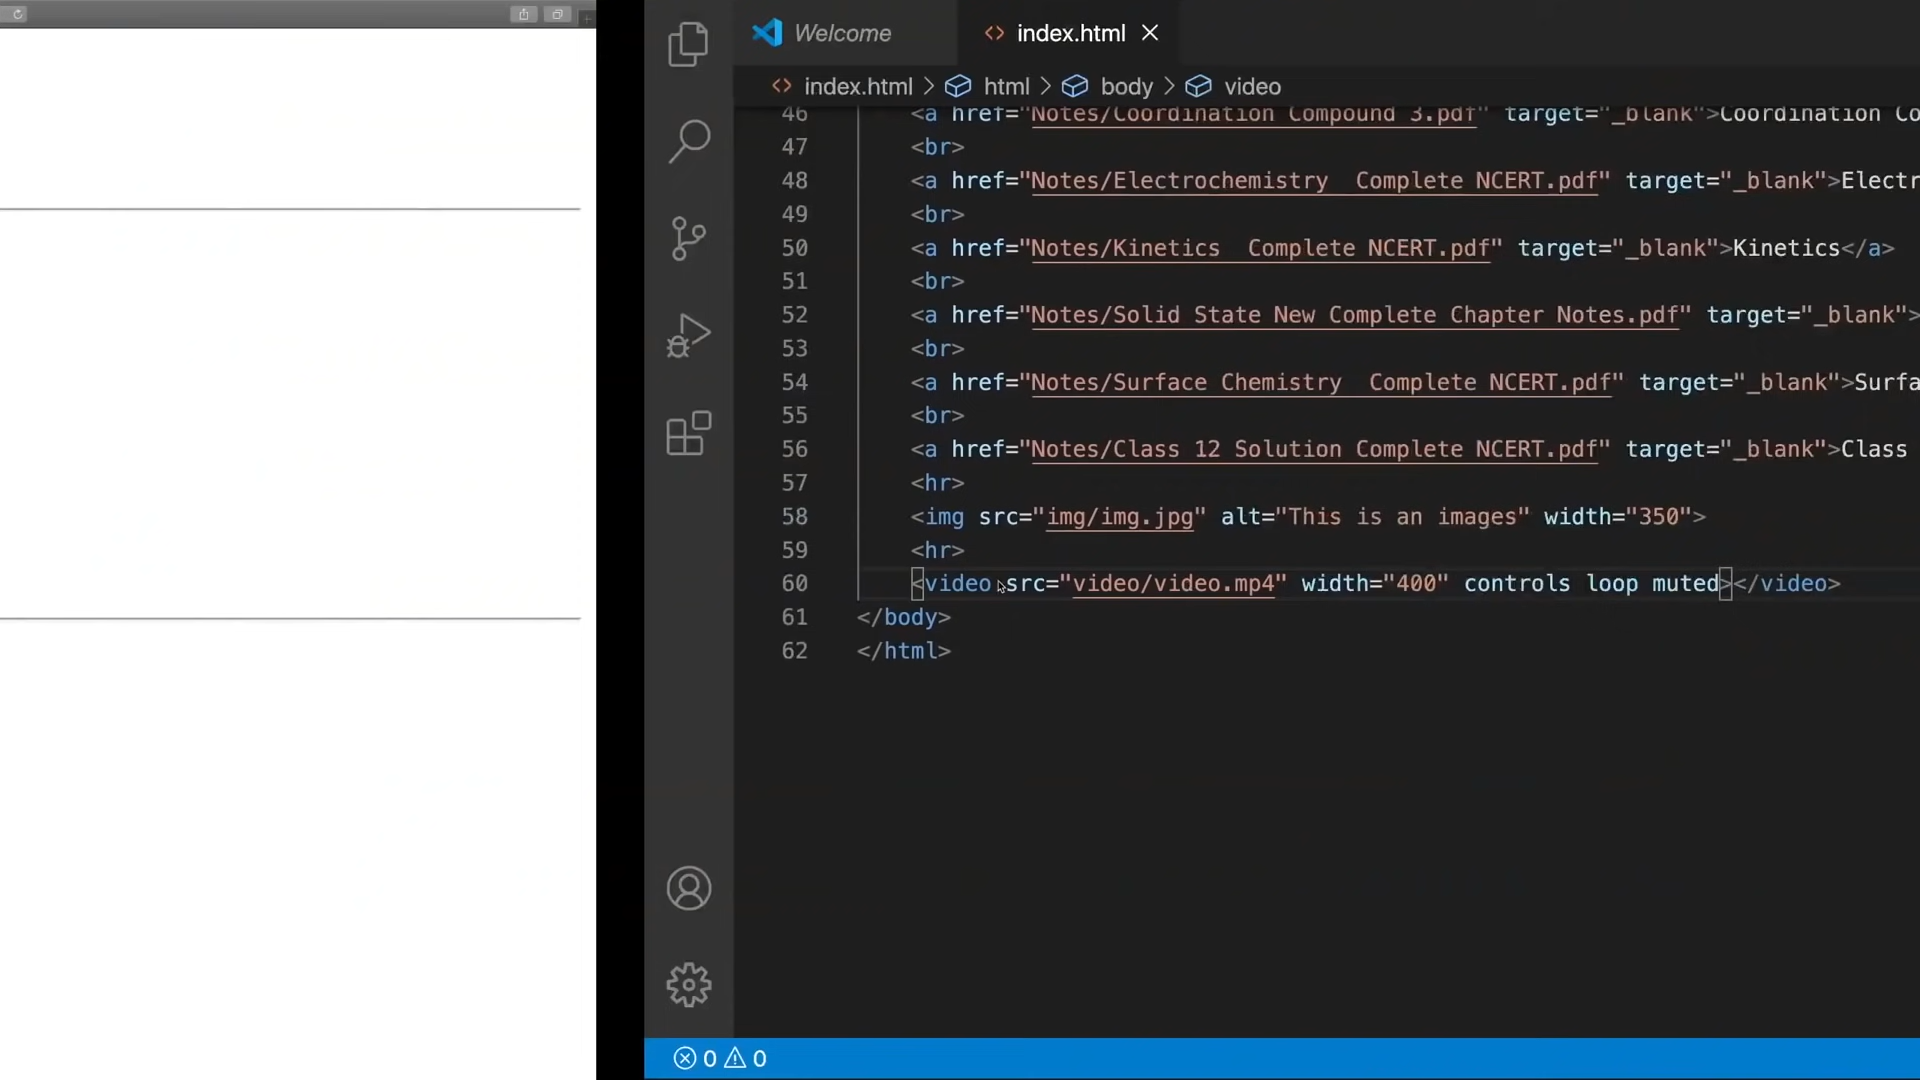 Welcome
index.html
index.html > html > body > video
46 <a href="Notes/Coordination Compound 3.pdf" target="_blank">Coordination Co
47 <br>
48 <a href="Notes/Electrochemistry  Complete NCERT.pdf" target="_blank">Electr
49 <br>
50 <a href="Notes/Kinetics  Complete NCERT.pdf" target="_blank">Kinetics</a>
51 <br>
52 <a href="Notes/Solid State New Complete Chapter Notes.pdf" target="_blank">
53 <br>
54 <a href="Notes/Surface Chemistry  Complete NCERT.pdf" target="_blank">Surfa
55 <br>
56 <a href="Notes/Class 12 Solution Complete NCERT.pdf" target="_blank">Class
57 <hr>
58 <img src="img/img.jpg" alt="This is an images" width="350">
59 <hr>
60 <video src="video/video.mp4" width="400" controls loop muted></video>
61 </body>
62 </html>
0 0